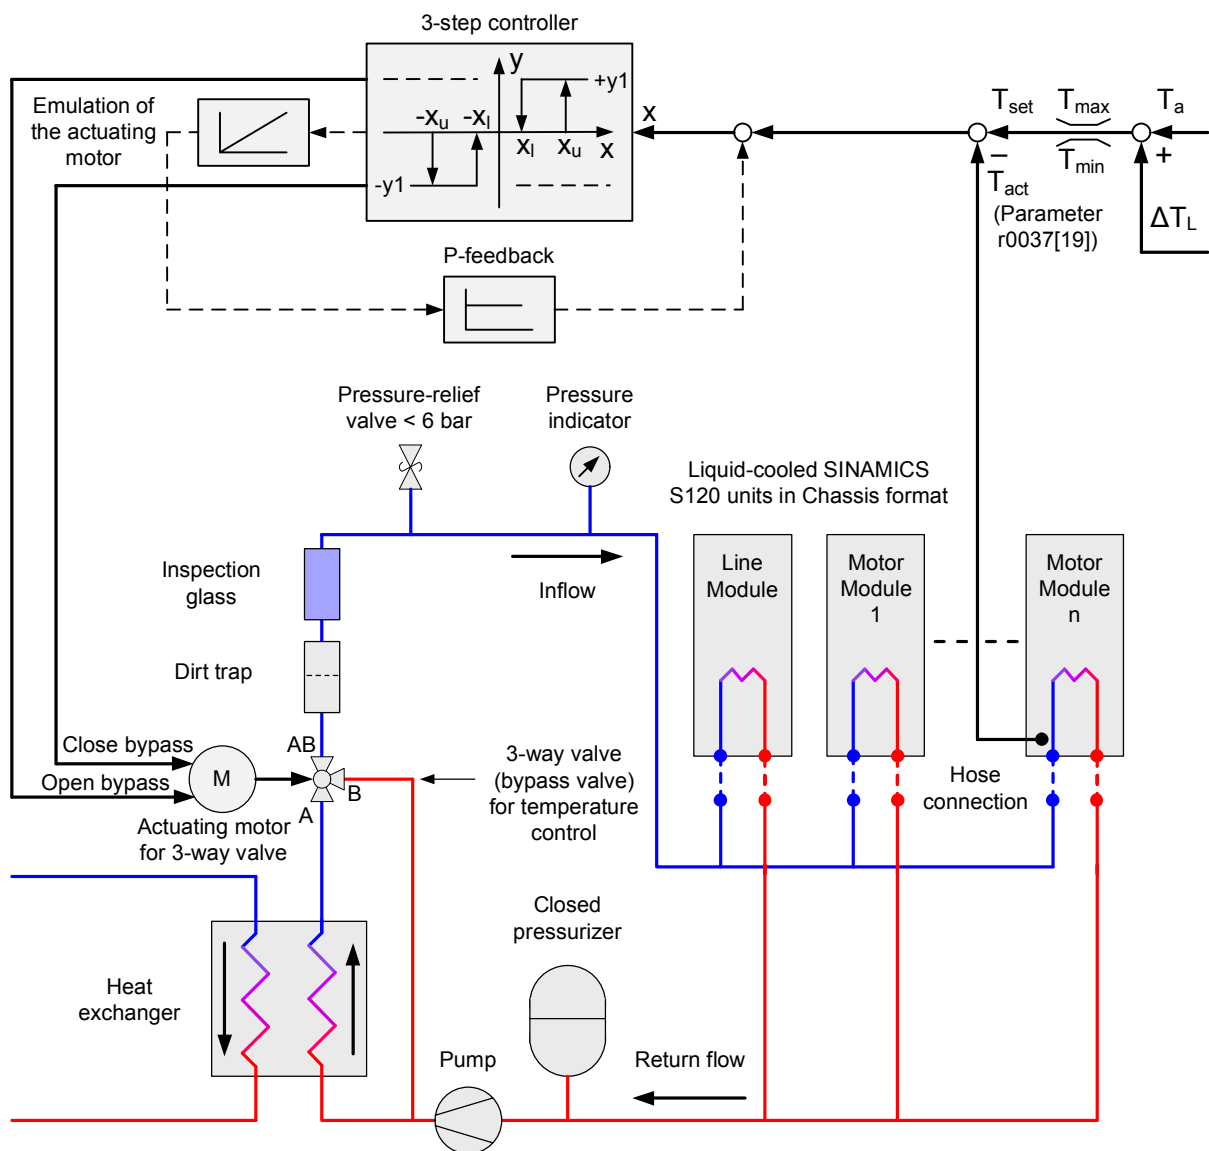 3-step controller
Emulation of
the actuating
motor
y
+y1
-xu
-xl
xl
xu
x
-y1
x
Tset
Tmax
Tmin
Ta
+
−
Tact
(Parameter
r0037[19])
ΔTL
P-feedback
Pressure-relief
valve < 6 bar
Pressure
indicator
Liquid-cooled SINAMICS
S120 units in Chassis format
Inspection
glass
Inflow
Line
Module
Motor
Module
1
Motor
Module
n
Dirt trap
Close bypass
Open bypass
M
AB
B
A
3-way valve
(bypass valve)
for temperature
control
Hose
connection
Actuating motor
for 3-way valve
Closed
pressurizer
Heat
exchanger
Pump
Return flow